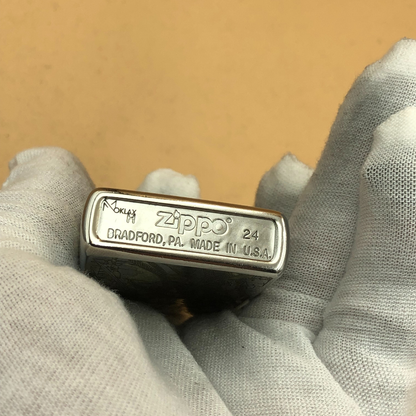 H Zippo 24
BRADFORD, PA. MADE IN U.S.A.